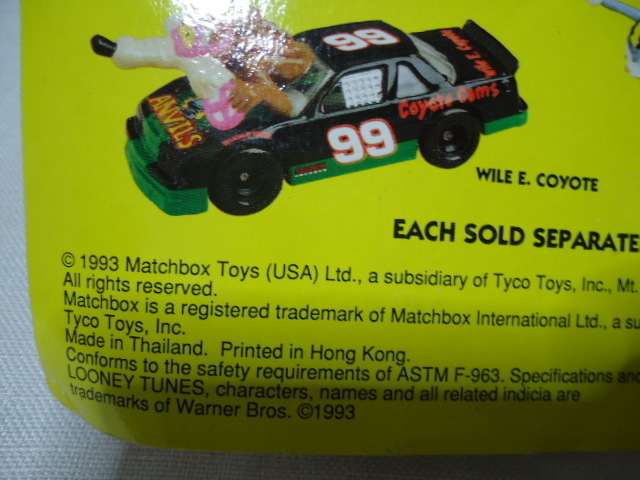 99
Wile E. Coyote
ANVILS
Coyote Cams
99
WILE E. COYOTE
EACH SOLD SEPARATE
© 1993 Matchbox Toys (USA) Ltd., a subsidiary of Tyco Toys, Inc., Mt.
All rights reserved.
Matchbox is a registered trademark of Matchbox International Ltd., a su
Tyco Toys, Inc.
Made in Thailand. Printed in Hong Kong.
Conforms to the safety requirements of ASTM F-963. Specifications and
LOONEY TUNES, characters, names and all related indicia are
trademarks of Warner Bros. ©1993